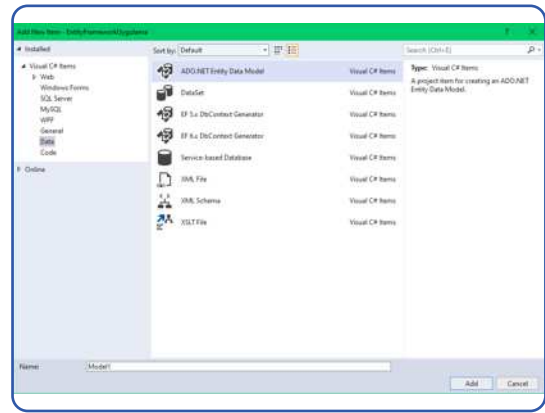 Add New Item - EntityFrameworkUygulama
Installed
Sort by: Default
Search (Ctrl+E)
Visual C# Items
Web
Windows Forms
SQL Server
MySQL
WPF
General
Data
Code
Online
ADO.NET Entity Data Model Visual C# Items
DataSet Visual C# Items
EF 5.x DbContext Generator Visual C# Items
EF 6.x DbContext Generator Visual C# Items
Service-based Database Visual C# Items
XML File Visual C# Items
XML Schema Visual C# Items
XSLT File Visual C# Items
Type: Visual C# Items
A project item for creating an ADO.NET
Entity Data Model.
Name: Model1
Add Cancel